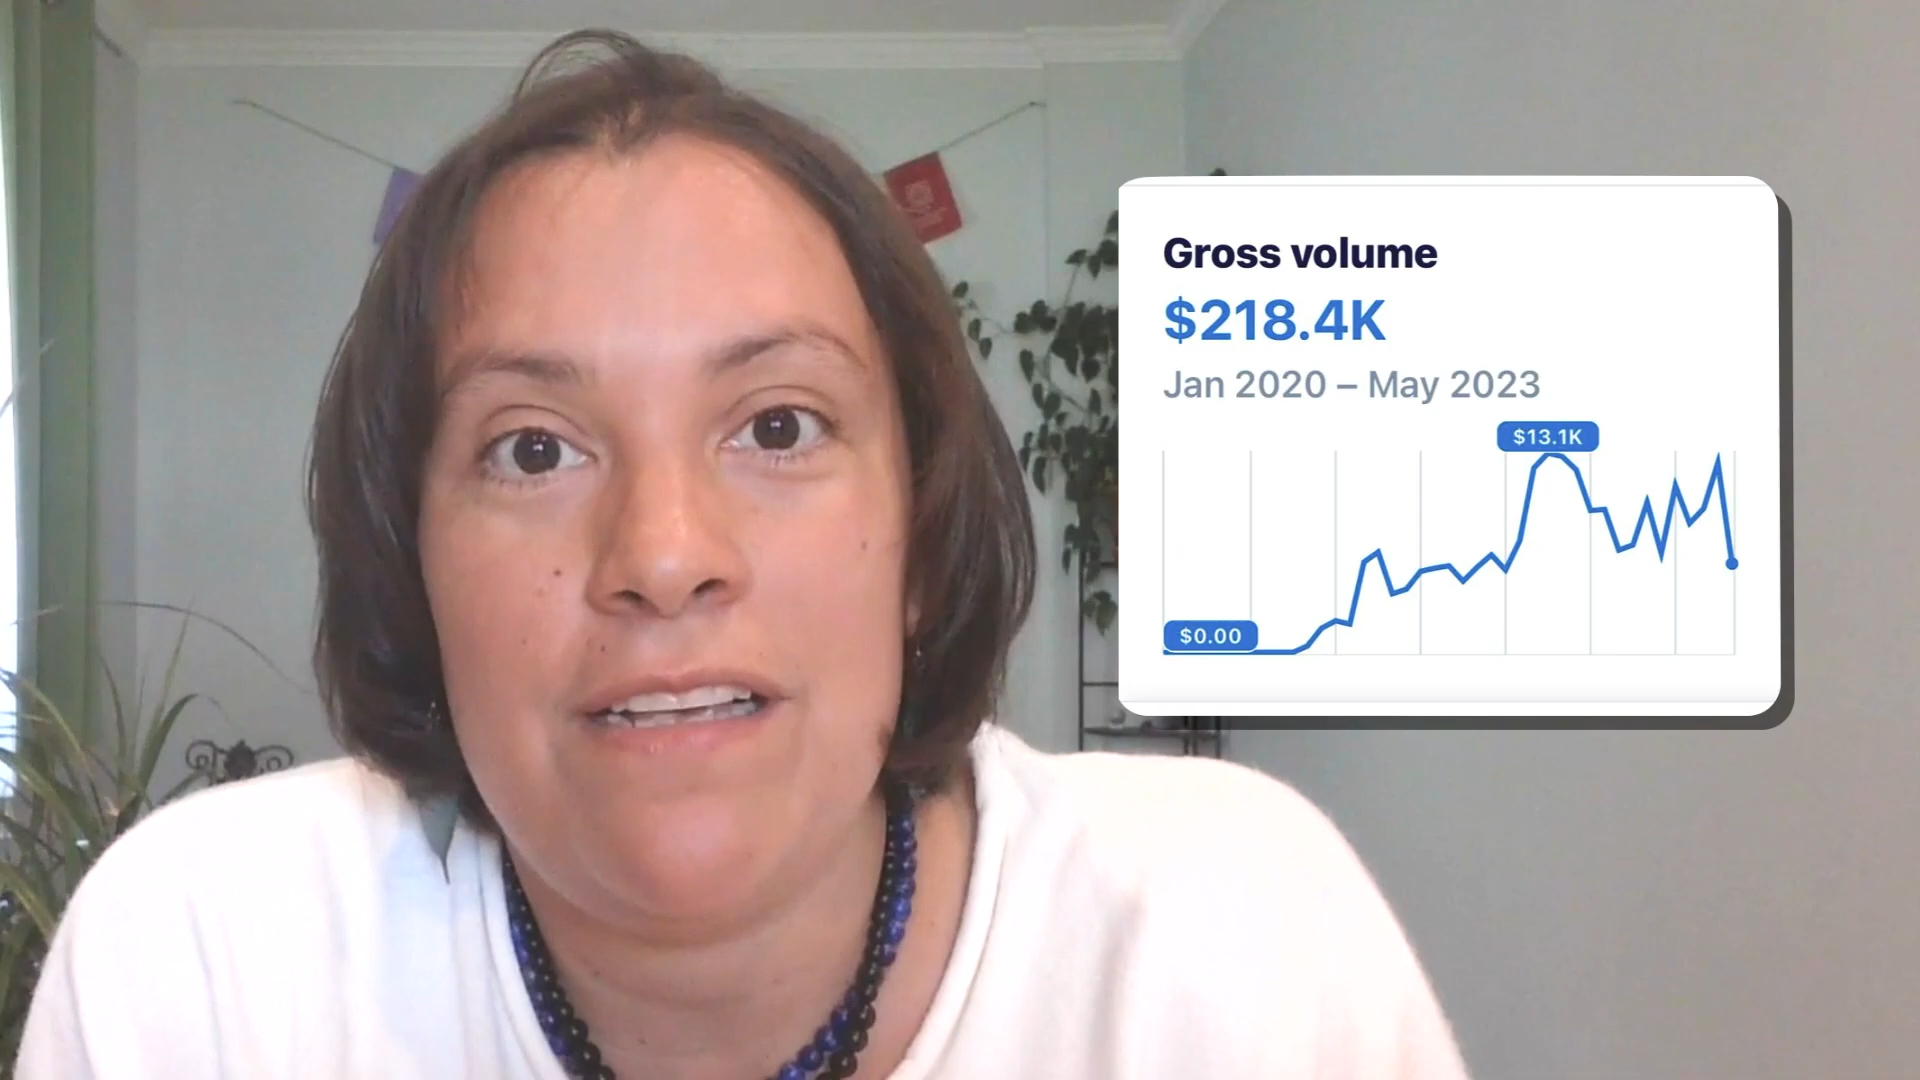 Gross volume
$218.4K
Jan 2020 – May 2023
$13.1K
$0.00